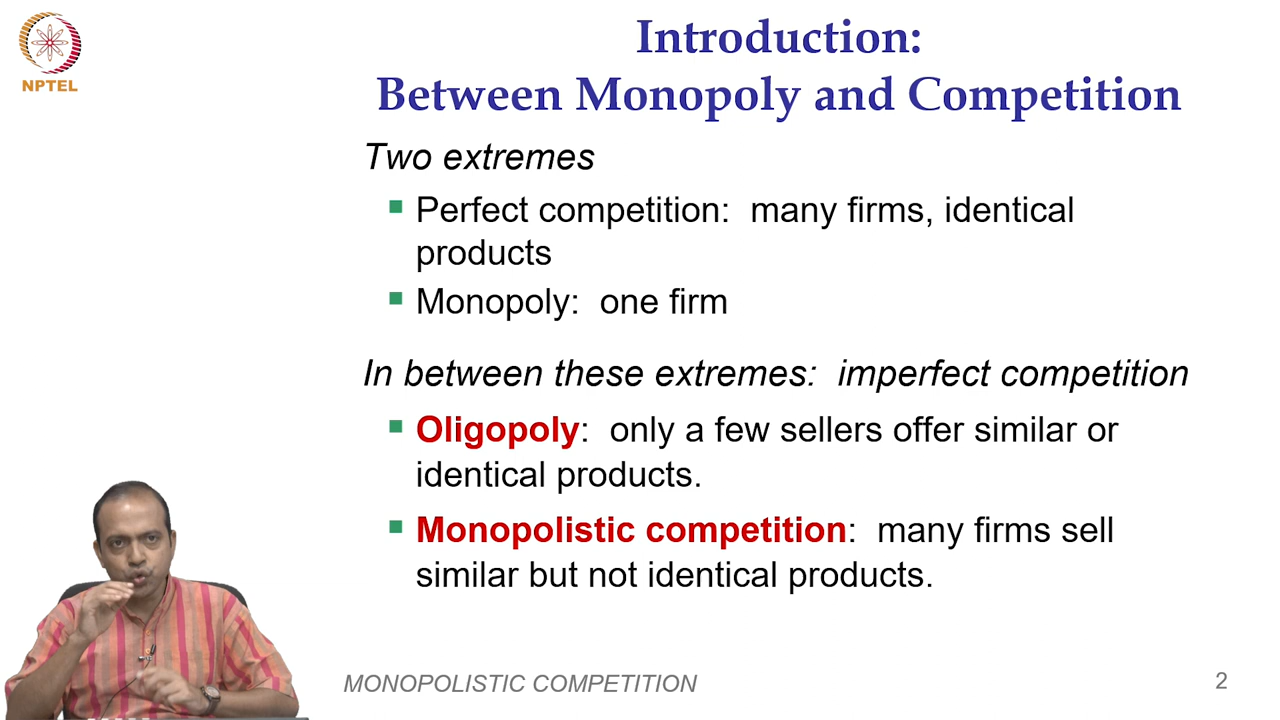 NPTEL
Introduction:
Between Monopoly and Competition
Two extremes
Perfect competition: many firms, identical
products
Monopoly: one firm
In between these extremes: imperfect competition
Oligopoly: only a few sellers offer similar or
identical products.
Monopolistic competition: many firms sell
similar but not identical products.
MONOPOLISTIC COMPETITION
2